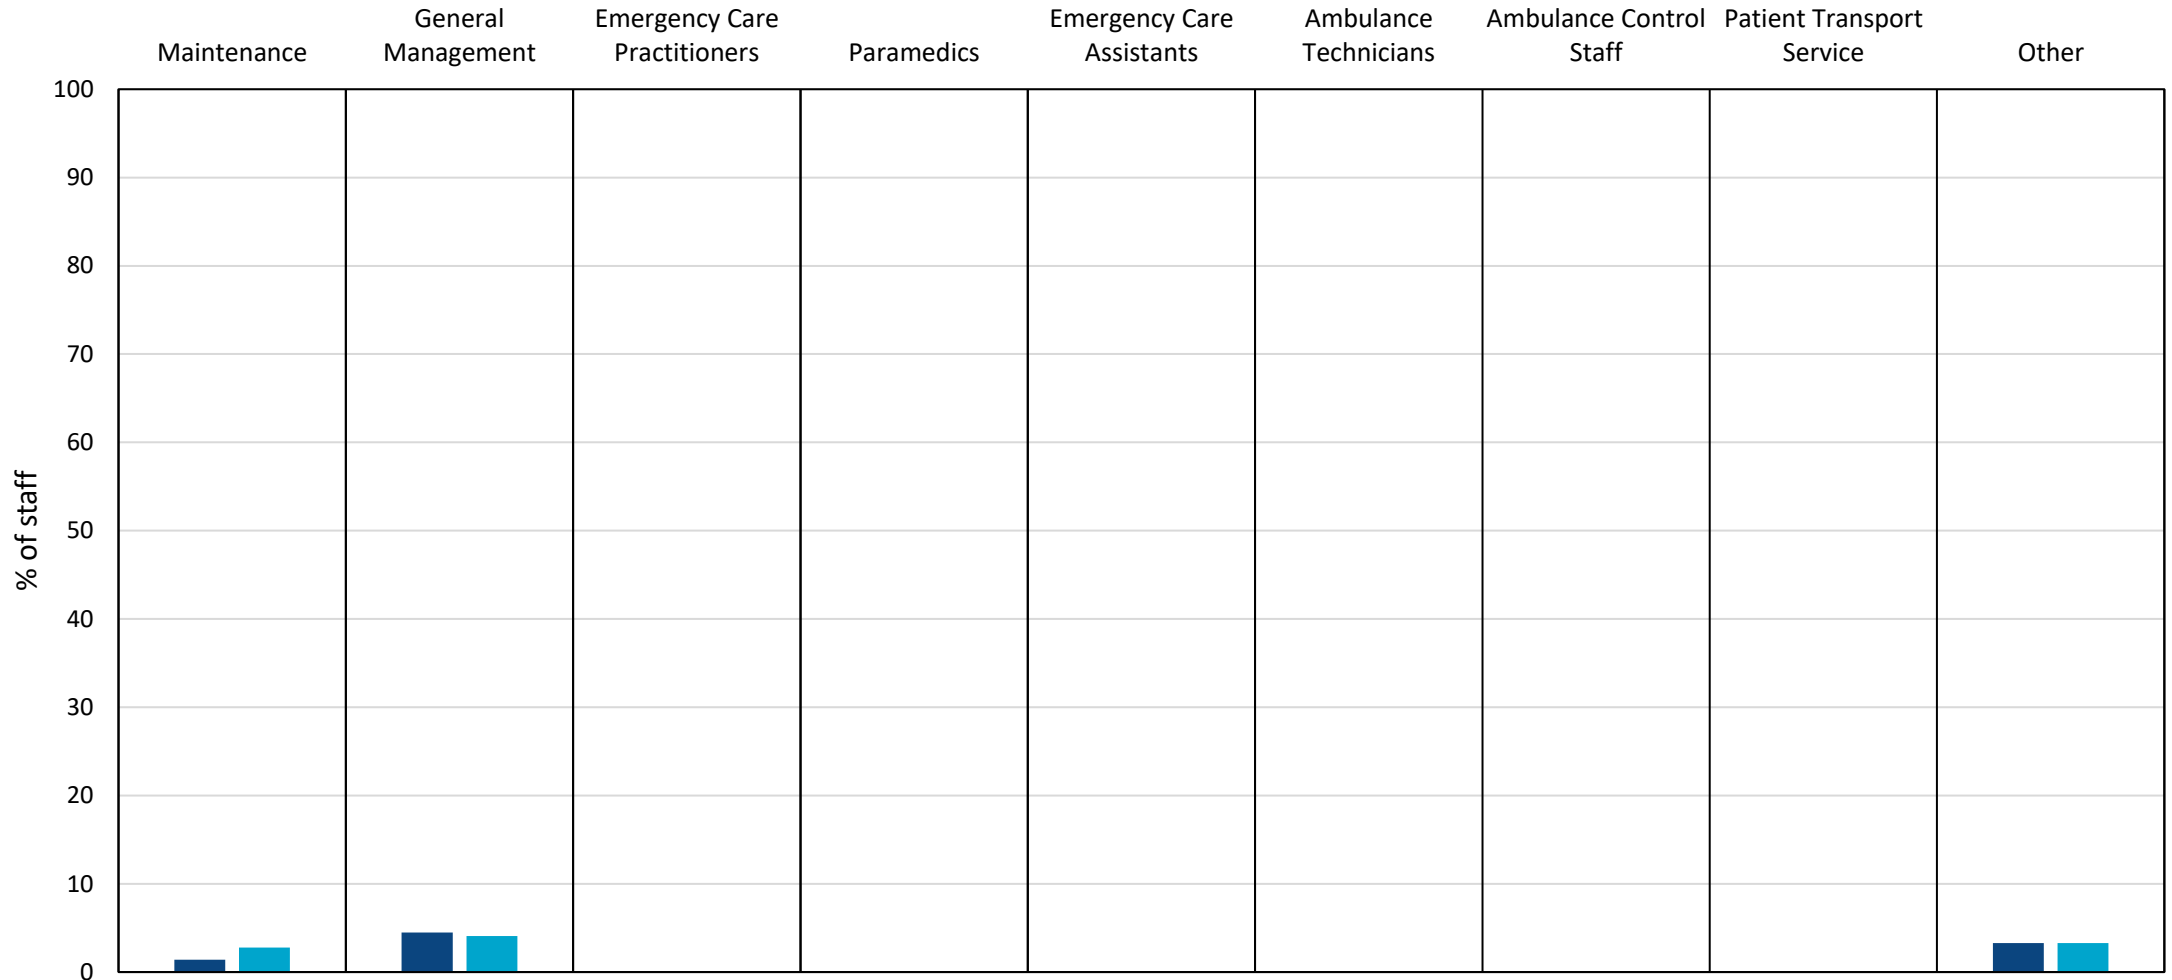 Maintenance
General
Management
Emergency Care
Practitioners
Paramedics
Emergency Care
Assistants
Ambulance
Technicians
Ambulance Control
Staff
Patient Transport
Service
Other
100
90
80
70
60
50
40
30
20
10
0
% of staff